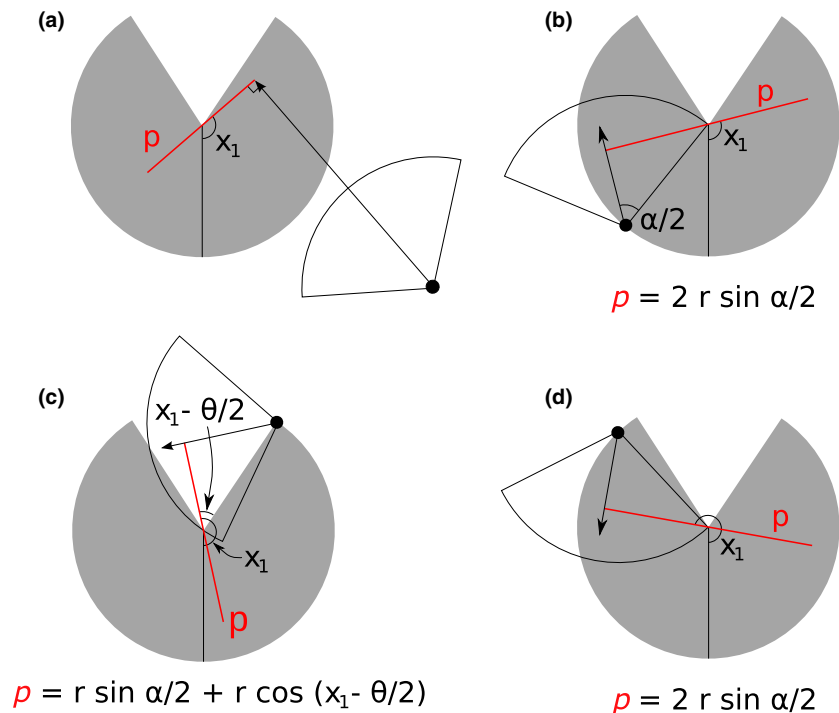 (a)
p
x₁
(b)
p
x₁
α/2
p = 2 r sin α/2
(c)
x₁- θ/2
x₁
p
p = r sin α/2 + r cos (x₁- θ/2)
(d)
p
x₁
p = 2 r sin α/2